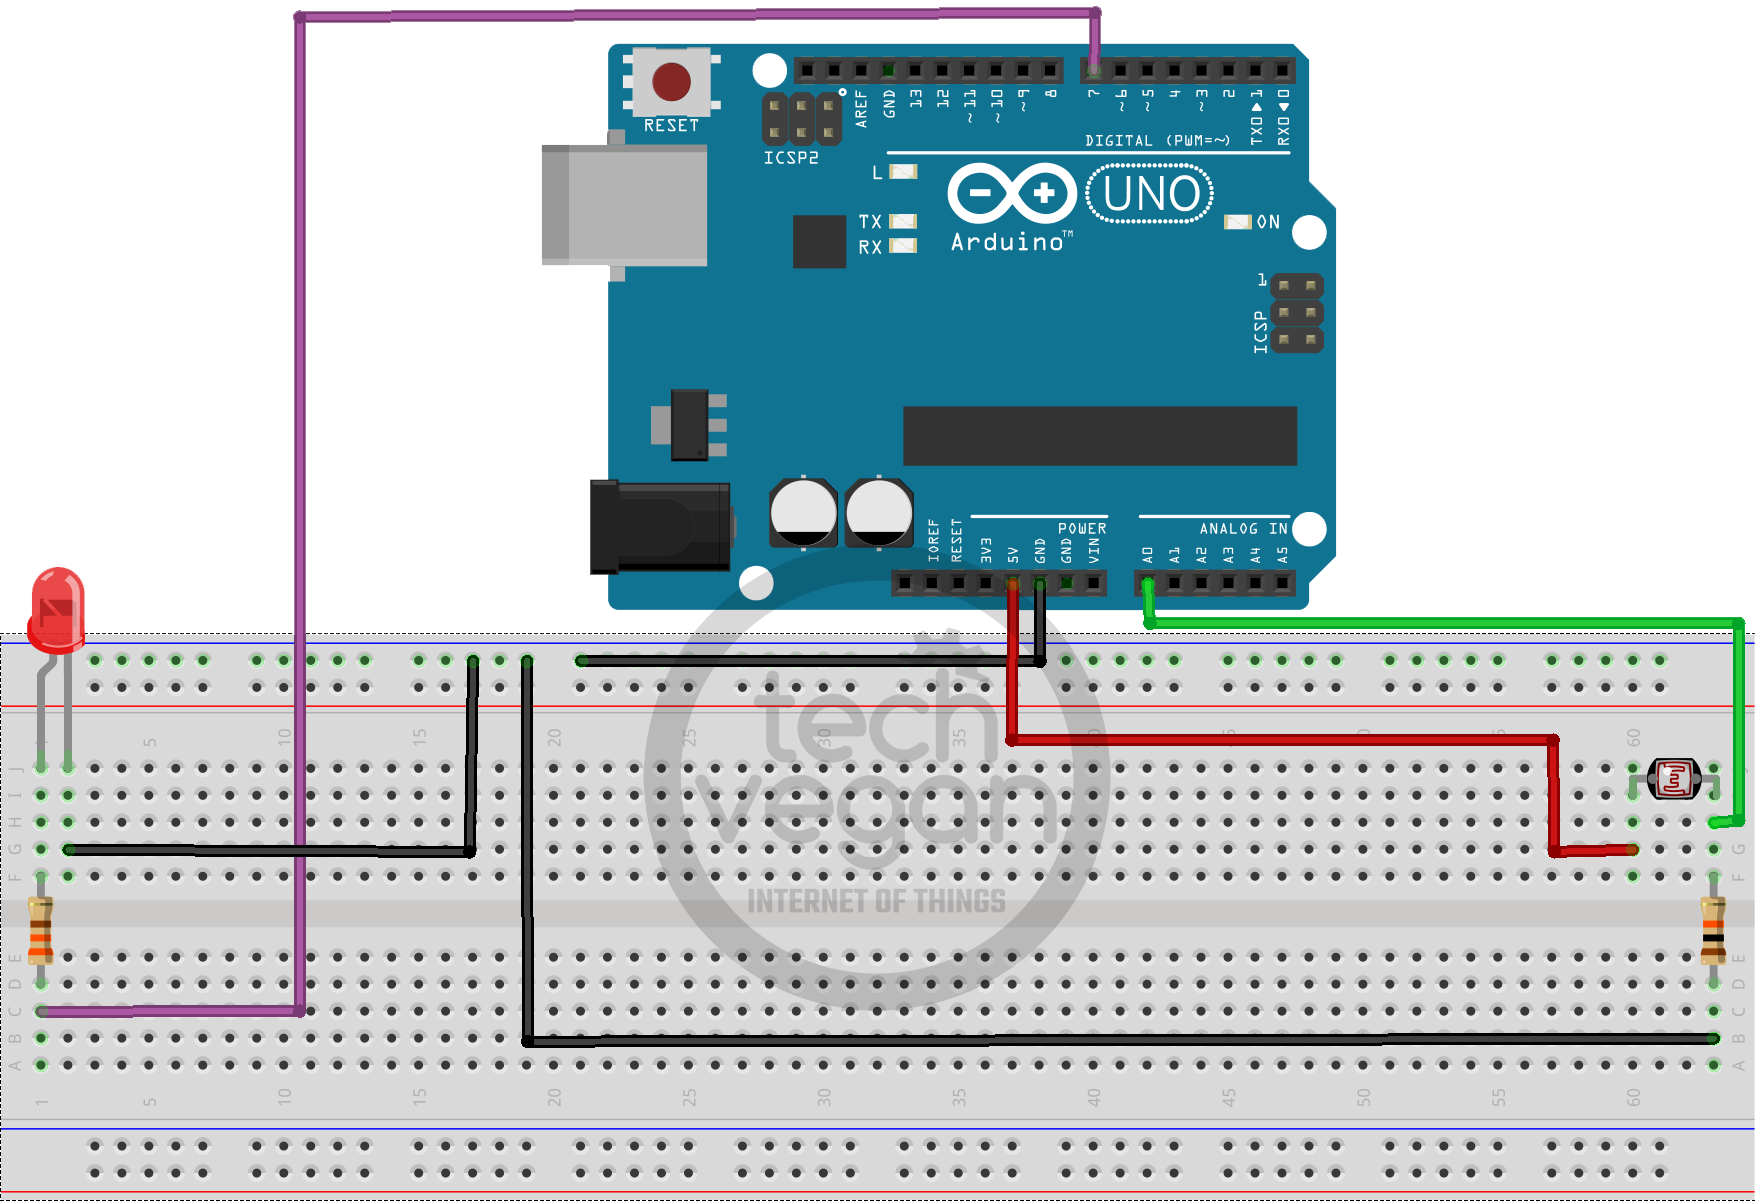 RESET
ICSP2
AREF
GND
13
12
~11
~10
~9
8
7
~6
~5
4
~3
2
TX0▶1
RX0◀0
DIGITAL (PWM=~)
L
TX
RX
UNO
Arduino™
ON
1
ICSP
IOREF
RESET
3V3
5V
GND
GND
VIN
POWER
A0
A1
A2
A3
A4
A5
ANALOG IN
1 5 10 15 20 25 30 35 40 45 60
J
I
H
G
F
E
D
C
B
A
G
F
E
D
C
B
A
tech
vegan
INTERNET OF THINGS
1 5 10 15 20 25 30 35 40 45 50 55 60